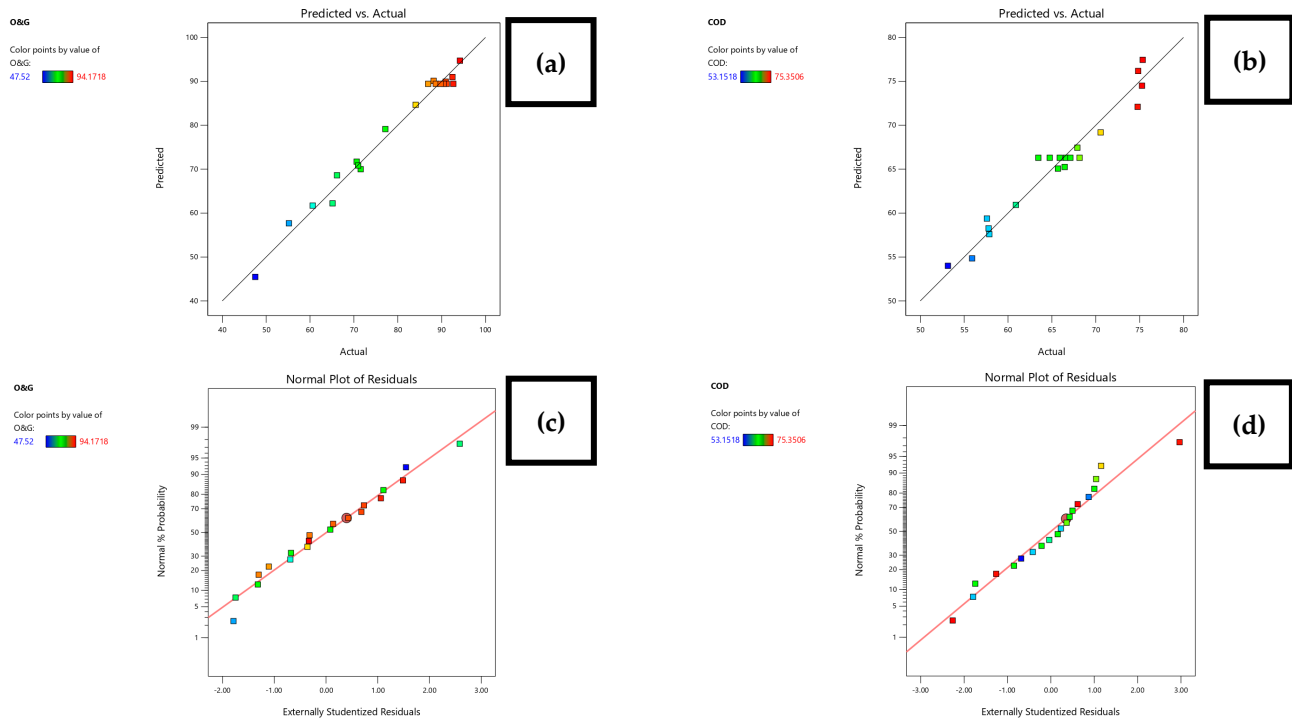 O&G
Color points by value of
O&G:
47.52 94.1718
Predicted vs. Actual
Predicted
100
90
80
70
60
50
40
40 50 60 70 80 90 100
Actual
(a)
COD
Color points by value of
COD:
53.1518 75.3506
Predicted vs. Actual
Predicted
80
75
70
65
60
55
50
50 55 60 65 70 75 80
Actual
(b)
O&G
Color points by value of
O&G:
47.52 94.1718
Normal Plot of Residuals
Normal % Probability
99
95
90
80
70
50
30
20
10
5
1
-2.00 -1.00 0.00 1.00 2.00 3.00
Externally Studentized Residuals
(c)
COD
Color points by value of
COD:
53.1518 75.3506
Normal Plot of Residuals
Normal % Probability
99
95
90
80
70
50
30
20
10
5
1
-3.00 -2.00 -1.00 0.00 1.00 2.00 3.00
Externally Studentized Residuals
(d)